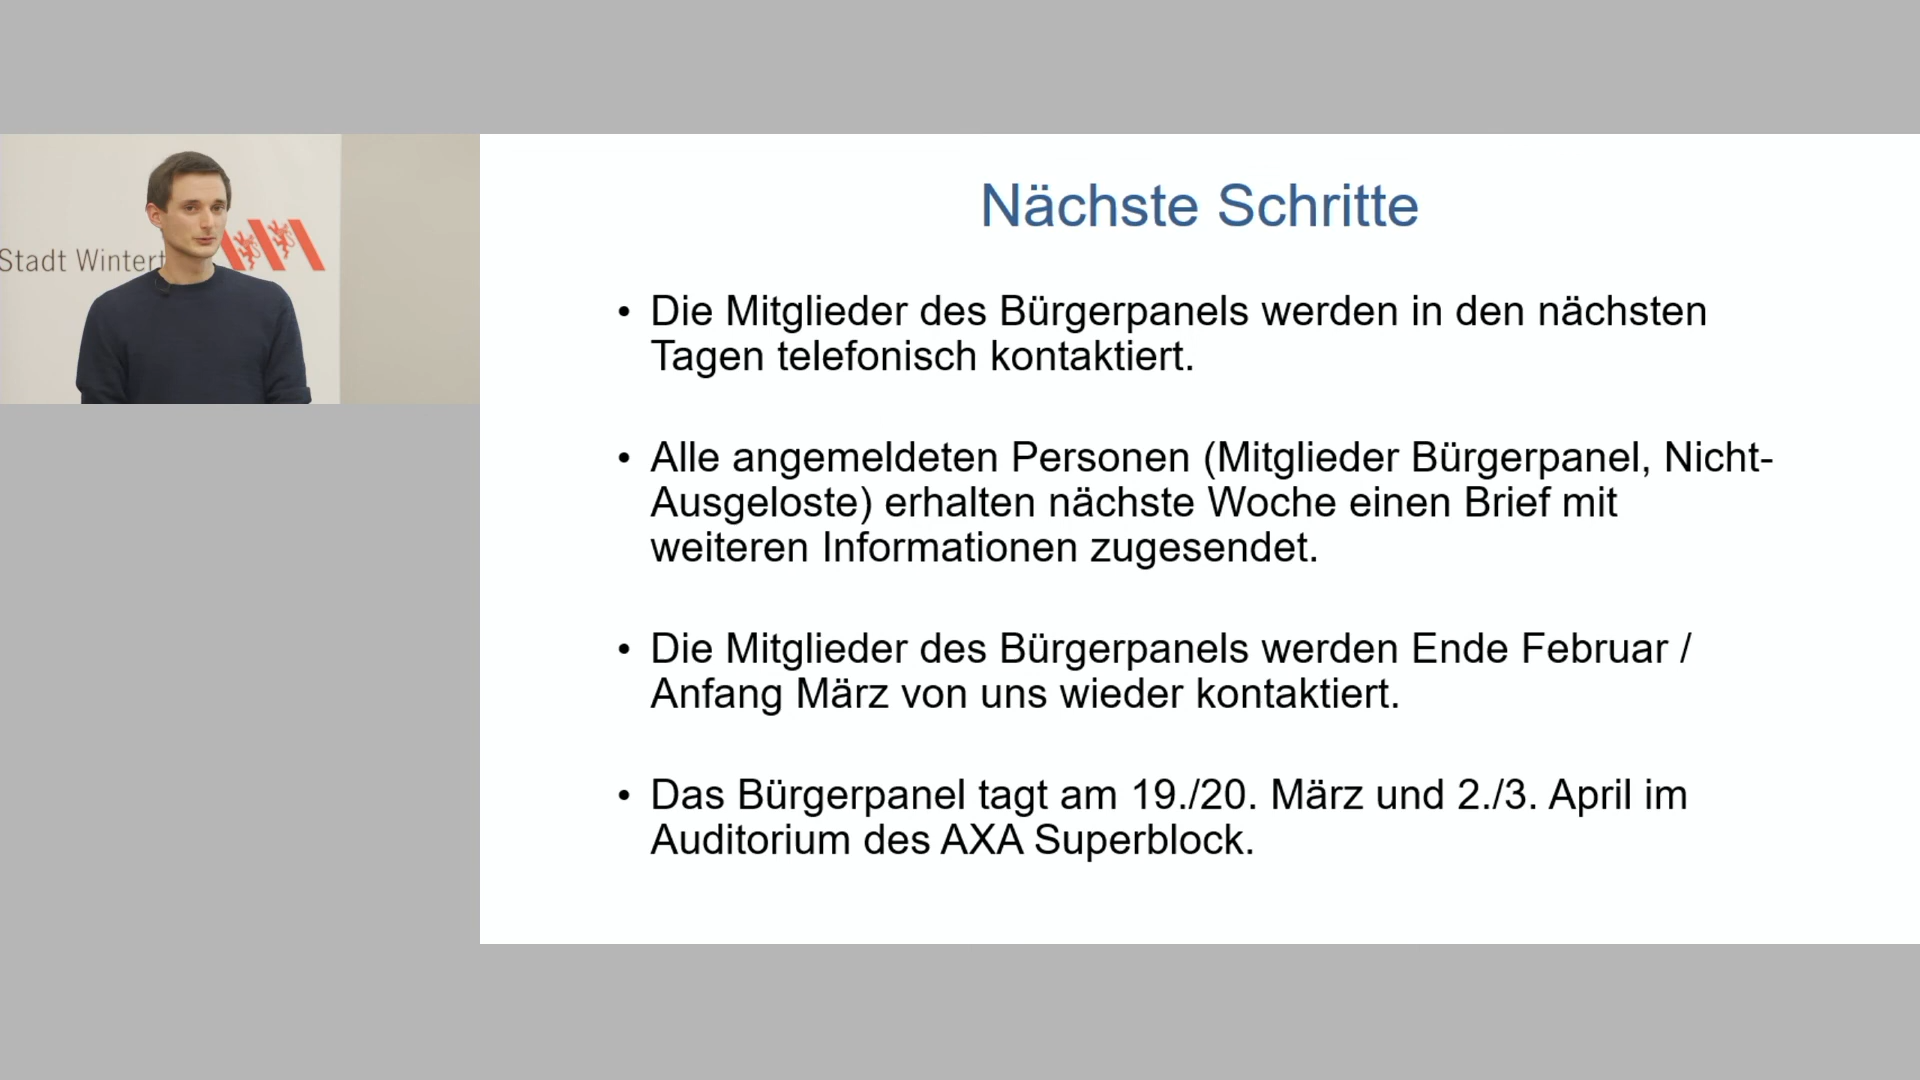 Stadt Wintert
Nächste Schritte
• Die Mitglieder des Bürgerpanels werden in den nächsten
Tagen telefonisch kontaktiert.
• Alle angemeldeten Personen (Mitglieder Bürgerpanel, Nicht-
Ausgeloste) erhalten nächste Woche einen Brief mit
weiteren Informationen zugesendet.
• Die Mitglieder des Bürgerpanels werden Ende Februar /
Anfang März von uns wieder kontaktiert.
• Das Bürgerpanel tagt am 19./20. März und 2./3. April im
Auditorium des AXA Superblock.